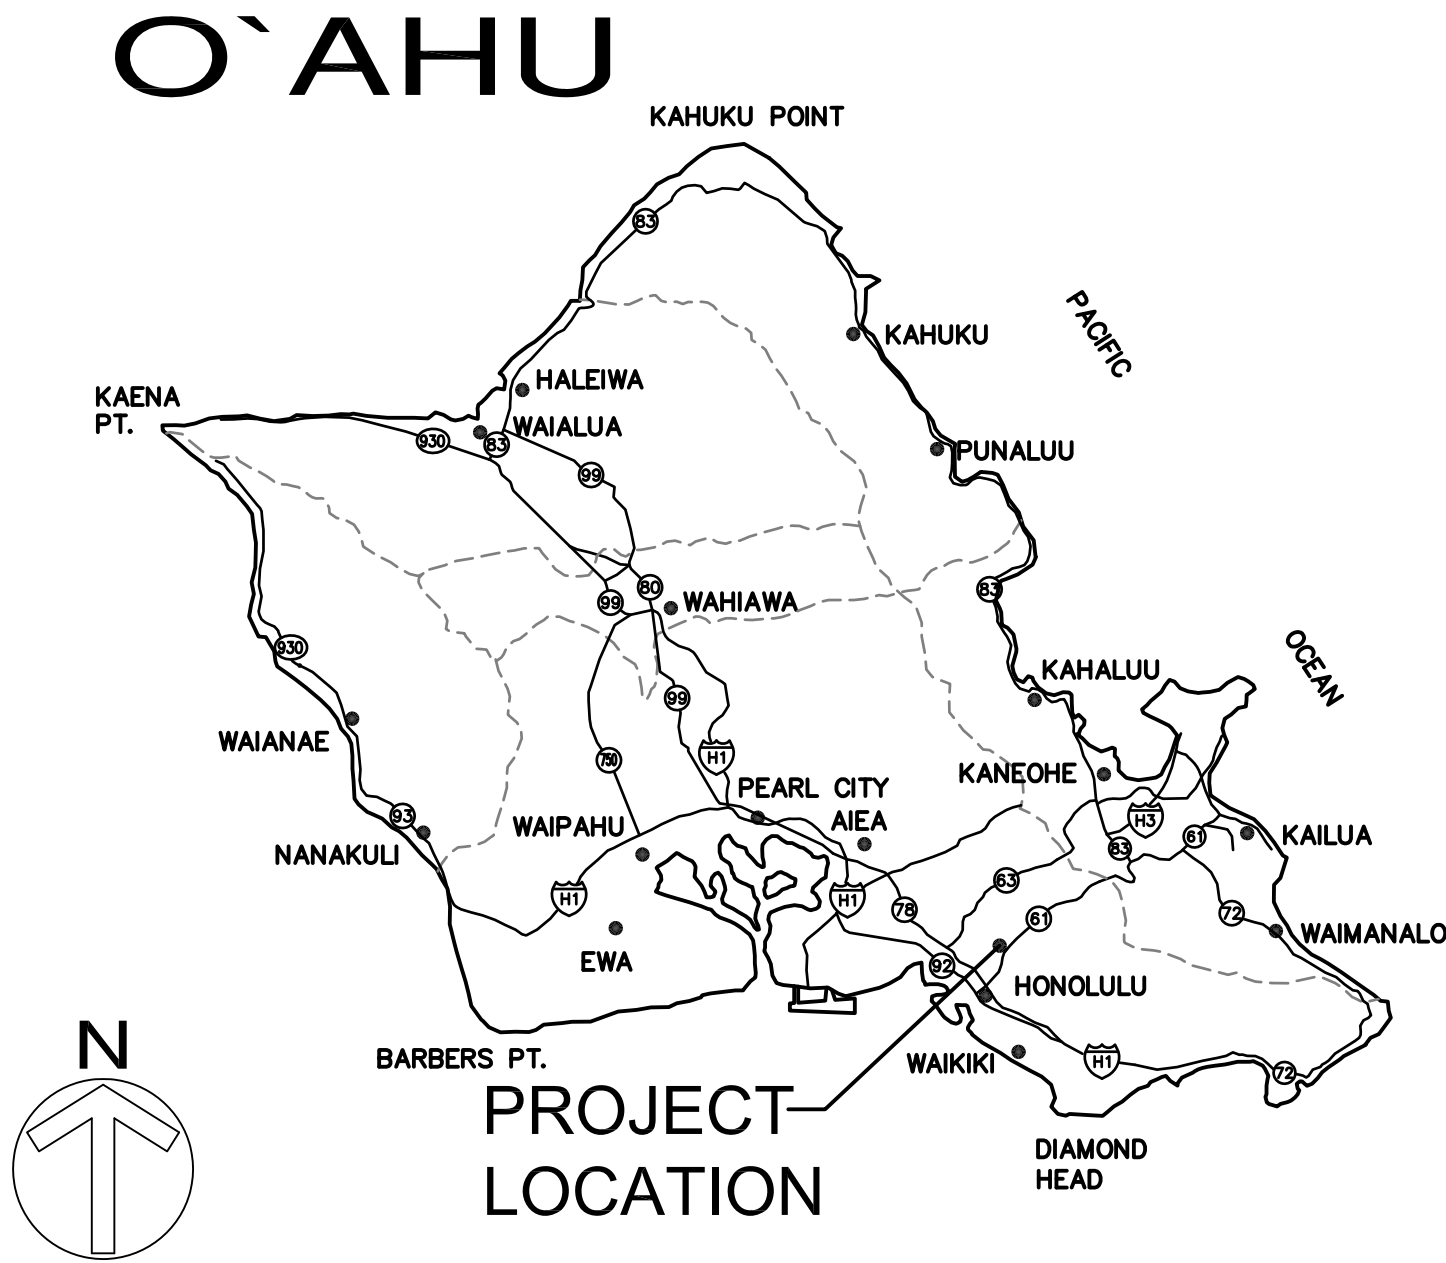 O`AHU
KAHUKU POINT
83
PACIFIC
KAHUKU
HALEIWA
KAENA
PT.
WAIALUA
930
83
99
PUNALUU
80
83
99
WAHIAWA
930
OCEAN
KAHALUU
99
WAIANAE
750
H1
KANEOHE
PEARL CITY
93
WAIPAHU
AIEA
H3
61
KAILUA
83
NANAKULI
63
H1
H1
78
61
72
WAIMANALO
EWA
92
HONOLULU
N
BARBERS PT.
WAIKIKI
H1
72
PROJECT
LOCATION
DIAMOND
HEAD